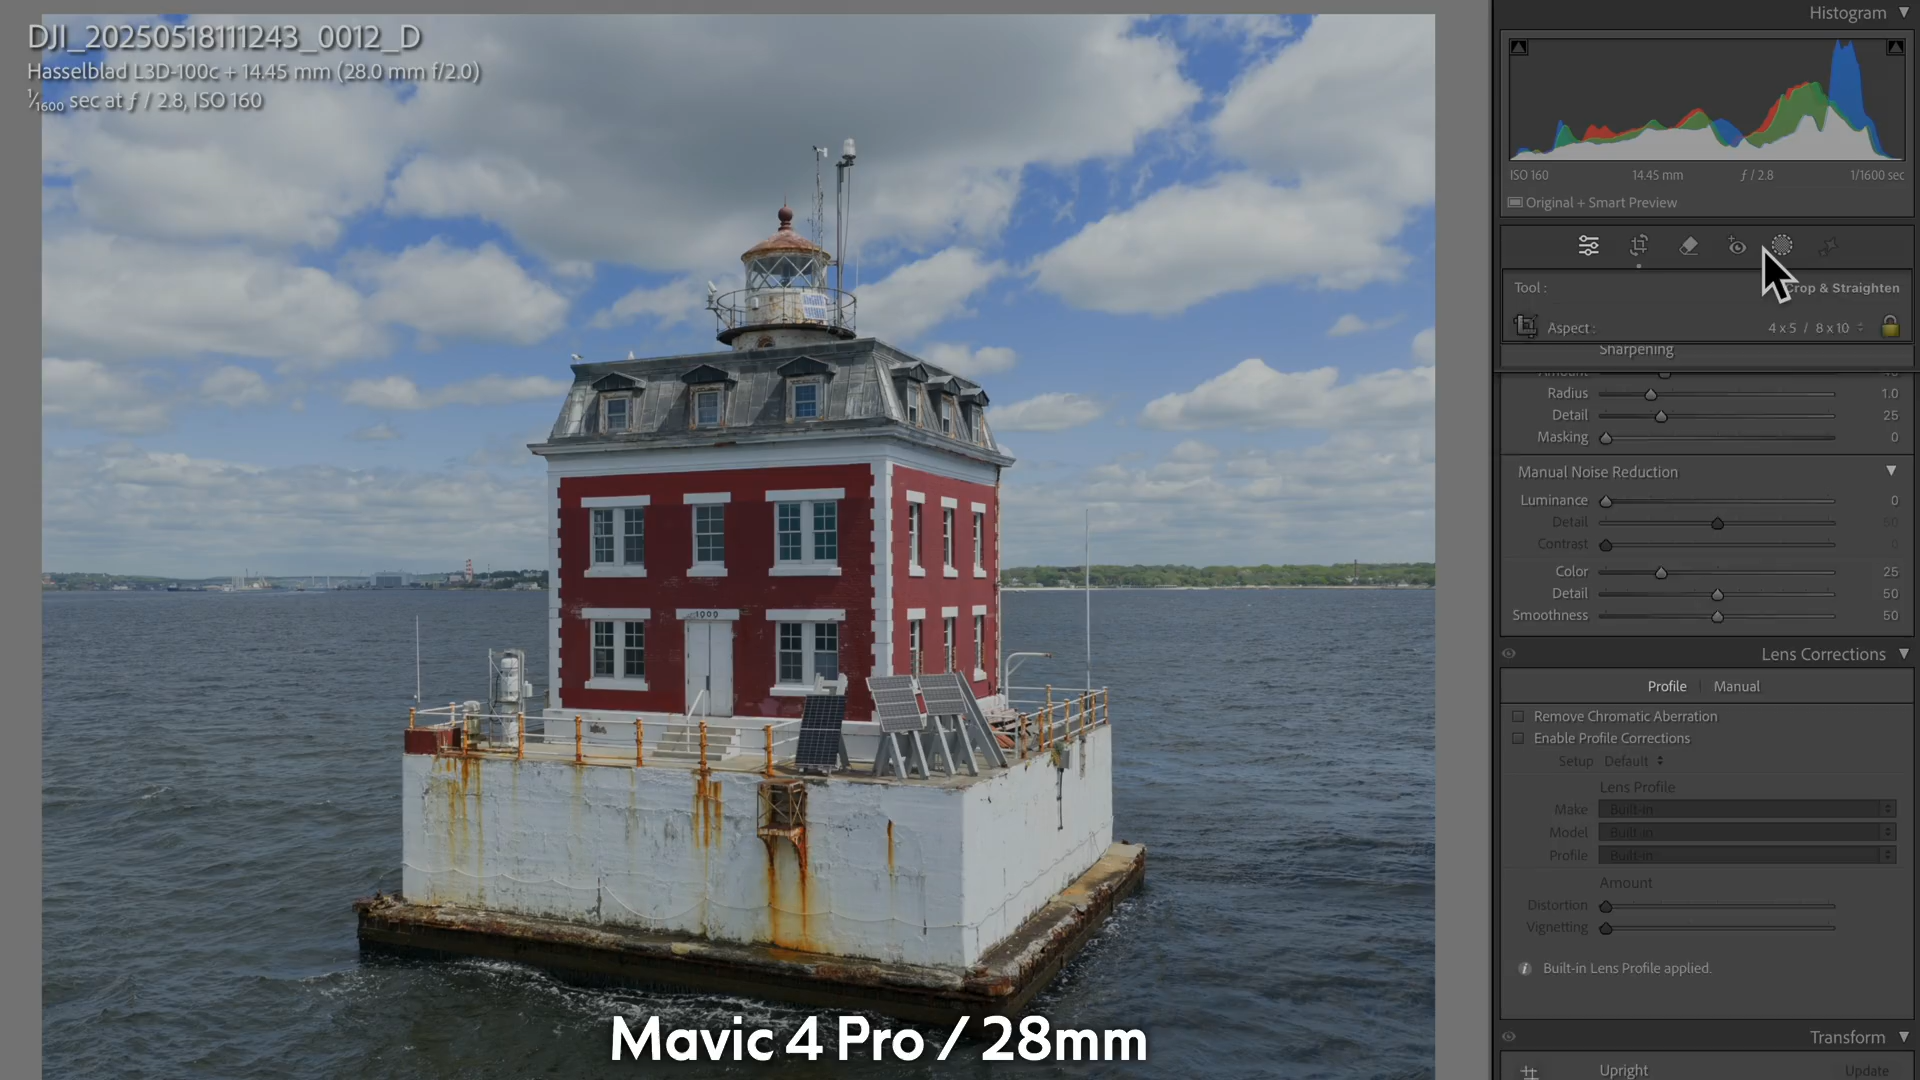 DJI_20250518111243_0012_D
Hasselblad L3D-100c + 14.45 mm (28.0 mm f/2.0)
1/1600 sec at ƒ / 2.8, ISO 160
1000
Mavic 4 Pro / 28mm
Histogram
ISO 160 14.45 mm ƒ / 2.8 1/1600 sec
Original + Smart Preview
Tool : Crop & Straighten
Aspect : 4 x 5 / 8 x 10
Sharpening
Amount
Radius 1.0
Detail 25
Masking 0
Manual Noise Reduction
Luminance 0
Detail 50
Contrast 0
Color 25
Detail 50
Smoothness 50
Lens Corrections
Profile | Manual
Remove Chromatic Aberration
Enable Profile Corrections
Setup Default
Lens Profile
Make Built-in
Model Built-in
Profile Built-in
Amount
Distortion
Vignetting
Built-in Lens Profile applied.
Transform
Upright Update